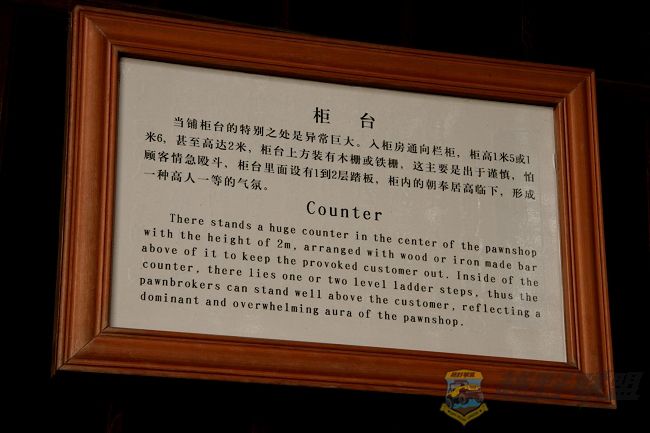 柜 台
当铺柜台的特别之处是异常巨大。入柜房通向栏柜，柜高1米5或1
米6，甚至高达2米，柜台上方装有木栅或铁栅，这主要是出于谨慎，怕
顾客情急殴斗，柜台里面设有1到2层踏板，柜内的朝奉居高临下，形成
一种高人一等的气氛。
Counter
There stands a huge counter in the center of the pawnshop
with the height of 2m, arranged with wood or iron made bar
above of it to keep the provoked customer out. Inside of the
counter, there lies one or two level ladder steps, thus the
pawnbrokers can stand well above the customer, reflecting a
dominant and overwhelming aura of the pawnshop.